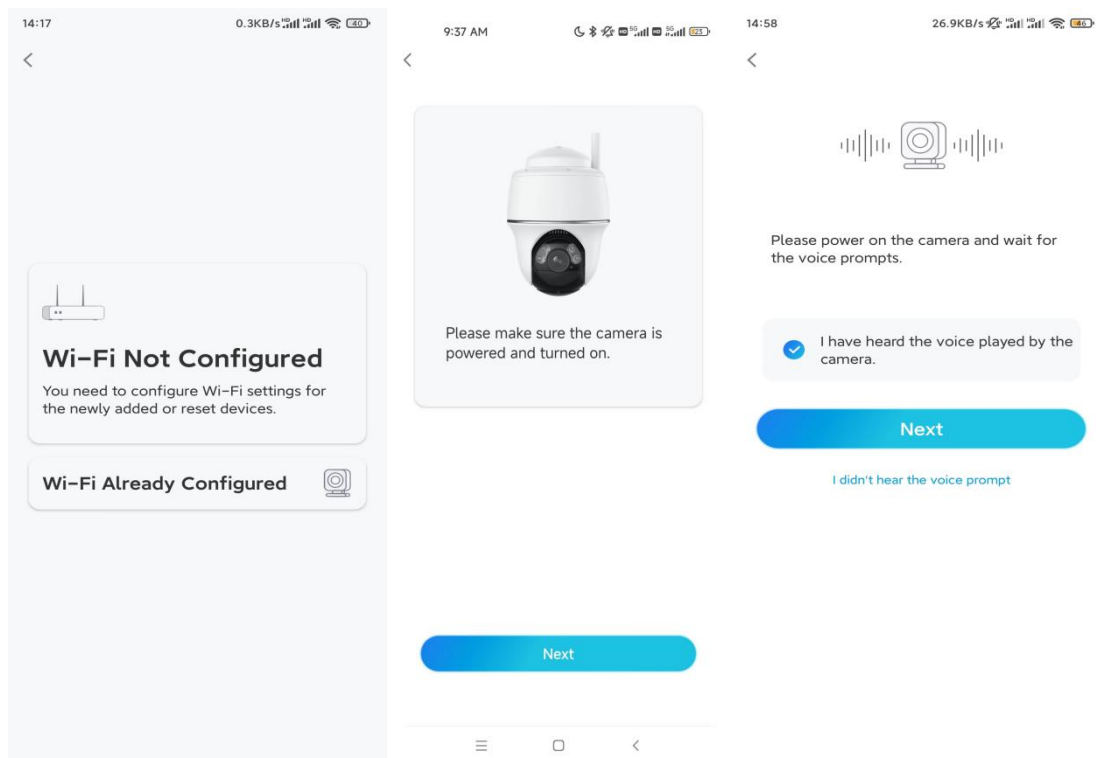 14:17
0.3KB/s
40
Wi-Fi Not Configured
You need to configure Wi-Fi settings for
the newly added or reset devices.
Wi-Fi Already Configured
9:37 AM
23
Please make sure the camera is
powered and turned on.
Next
14:58
26.9KB/s
46
Please power on the camera and wait for
the voice prompts.
I have heard the voice played by the
camera.
Next
I didn't hear the voice prompt